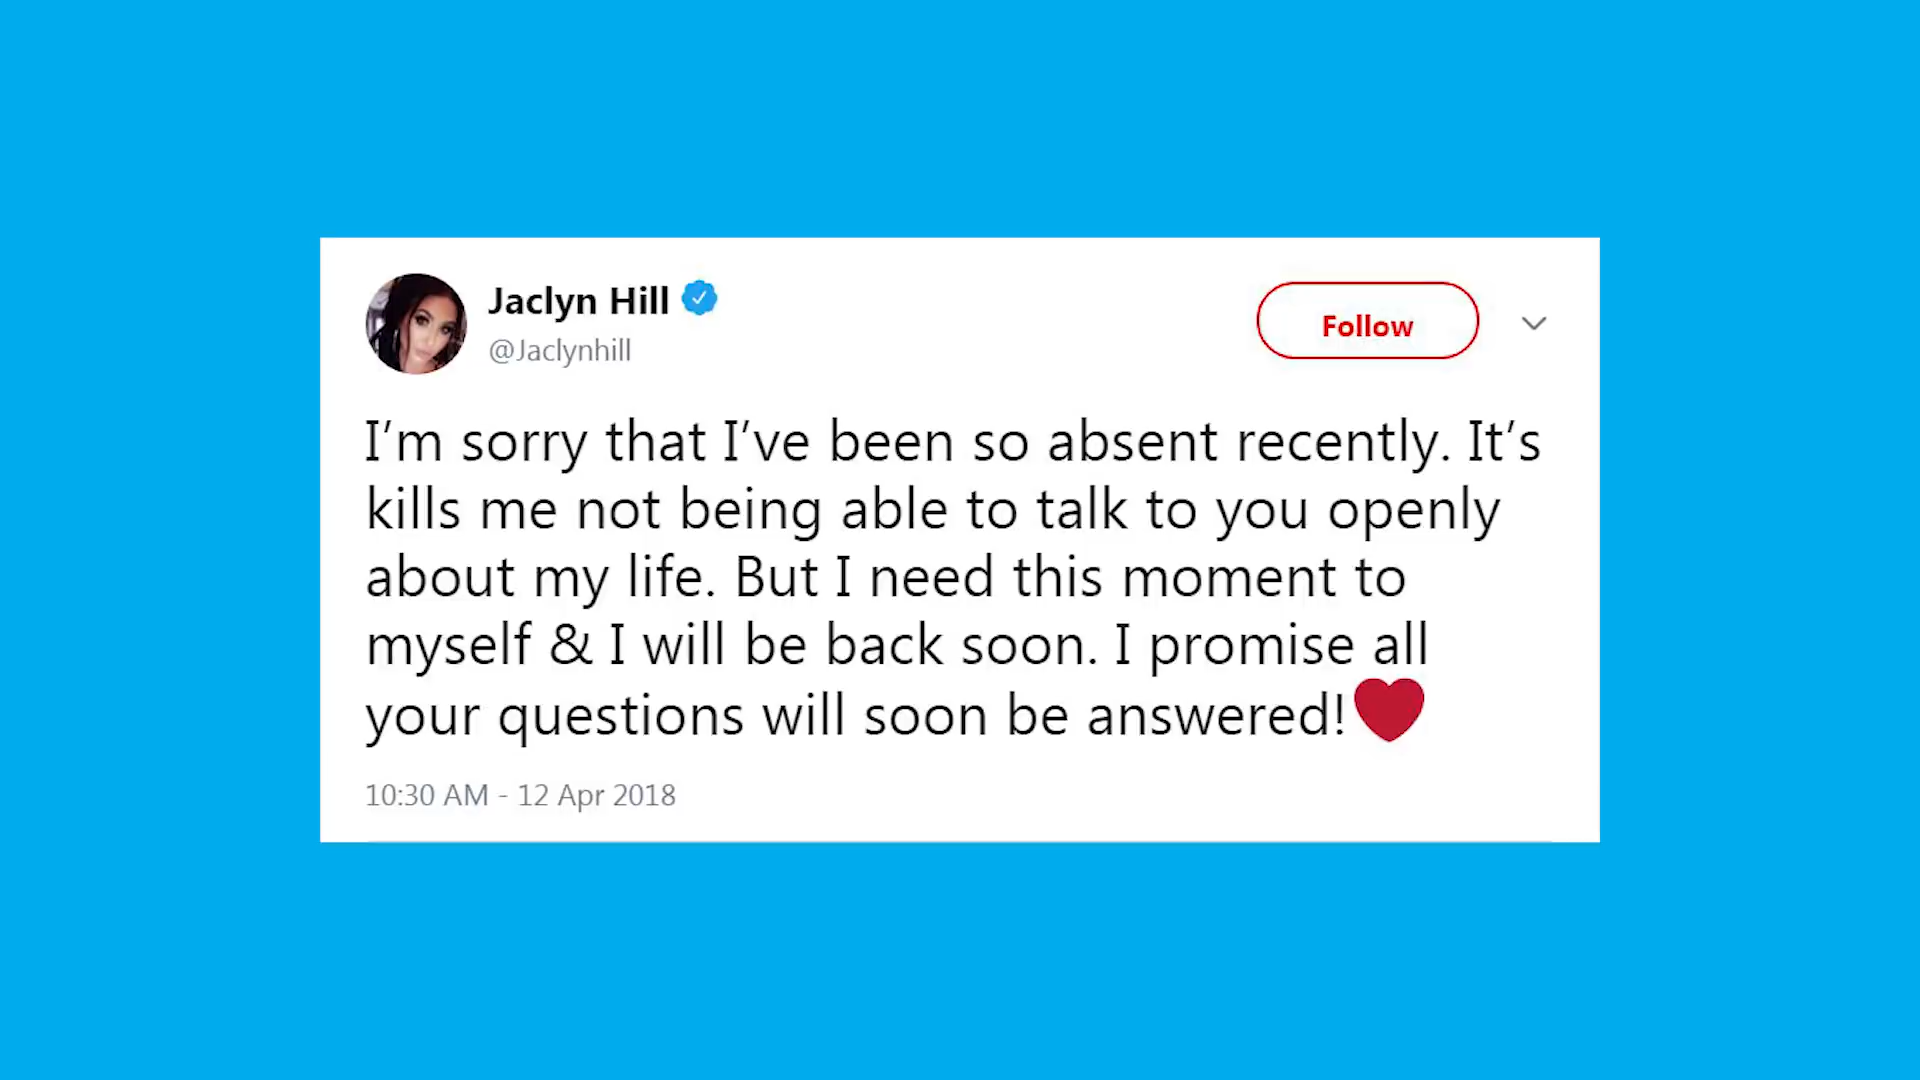 Jaclyn Hill
@Jaclynhill
Follow
I’m sorry that I’ve been so absent recently. It’s
kills me not being able to talk to you openly
about my life. But I need this moment to
myself & I will be back soon. I promise all
your questions will soon be answered!❤
10:30 AM - 12 Apr 2018